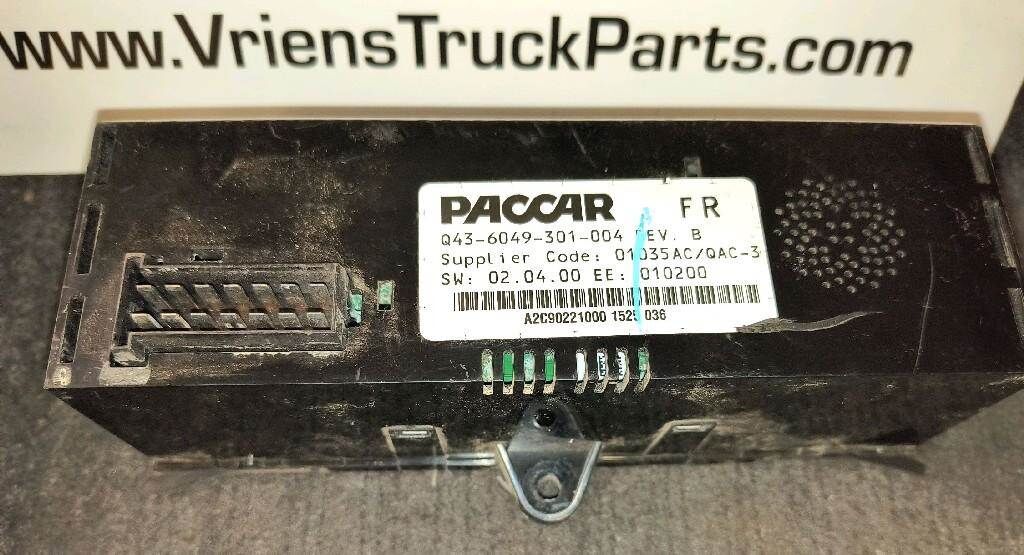 www.VriensTruckParts.com
PACCAR FR
Q43-6049-301-004 REV. B
Supplier Code: 01035AC/QAC-3
SW: 02.04.00 EE: 010200
A2C90221000 1525 036